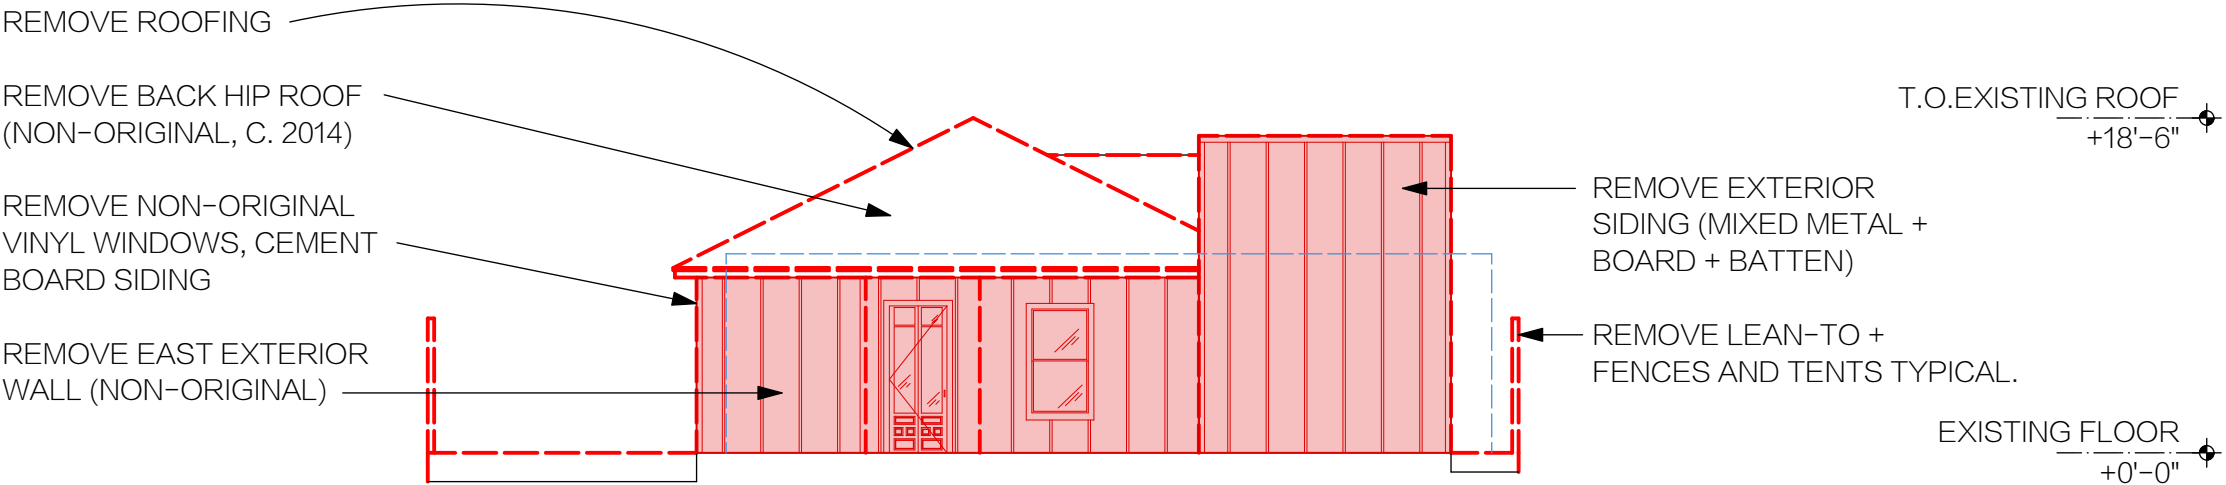 REMOVE ROOFING
REMOVE BACK HIP ROOF
(NON-ORIGINAL, C. 2014)
REMOVE NON-ORIGINAL
VINYL WINDOWS, CEMENT
BOARD SIDING
REMOVE EAST EXTERIOR
WALL (NON-ORIGINAL)
T.O.EXISTING ROOF
+18'-6"
REMOVE EXTERIOR
SIDING (MIXED METAL +
BOARD + BATTEN)
REMOVE LEAN-TO +
FENCES AND TENTS TYPICAL.
EXISTING FLOOR
+0'-0"